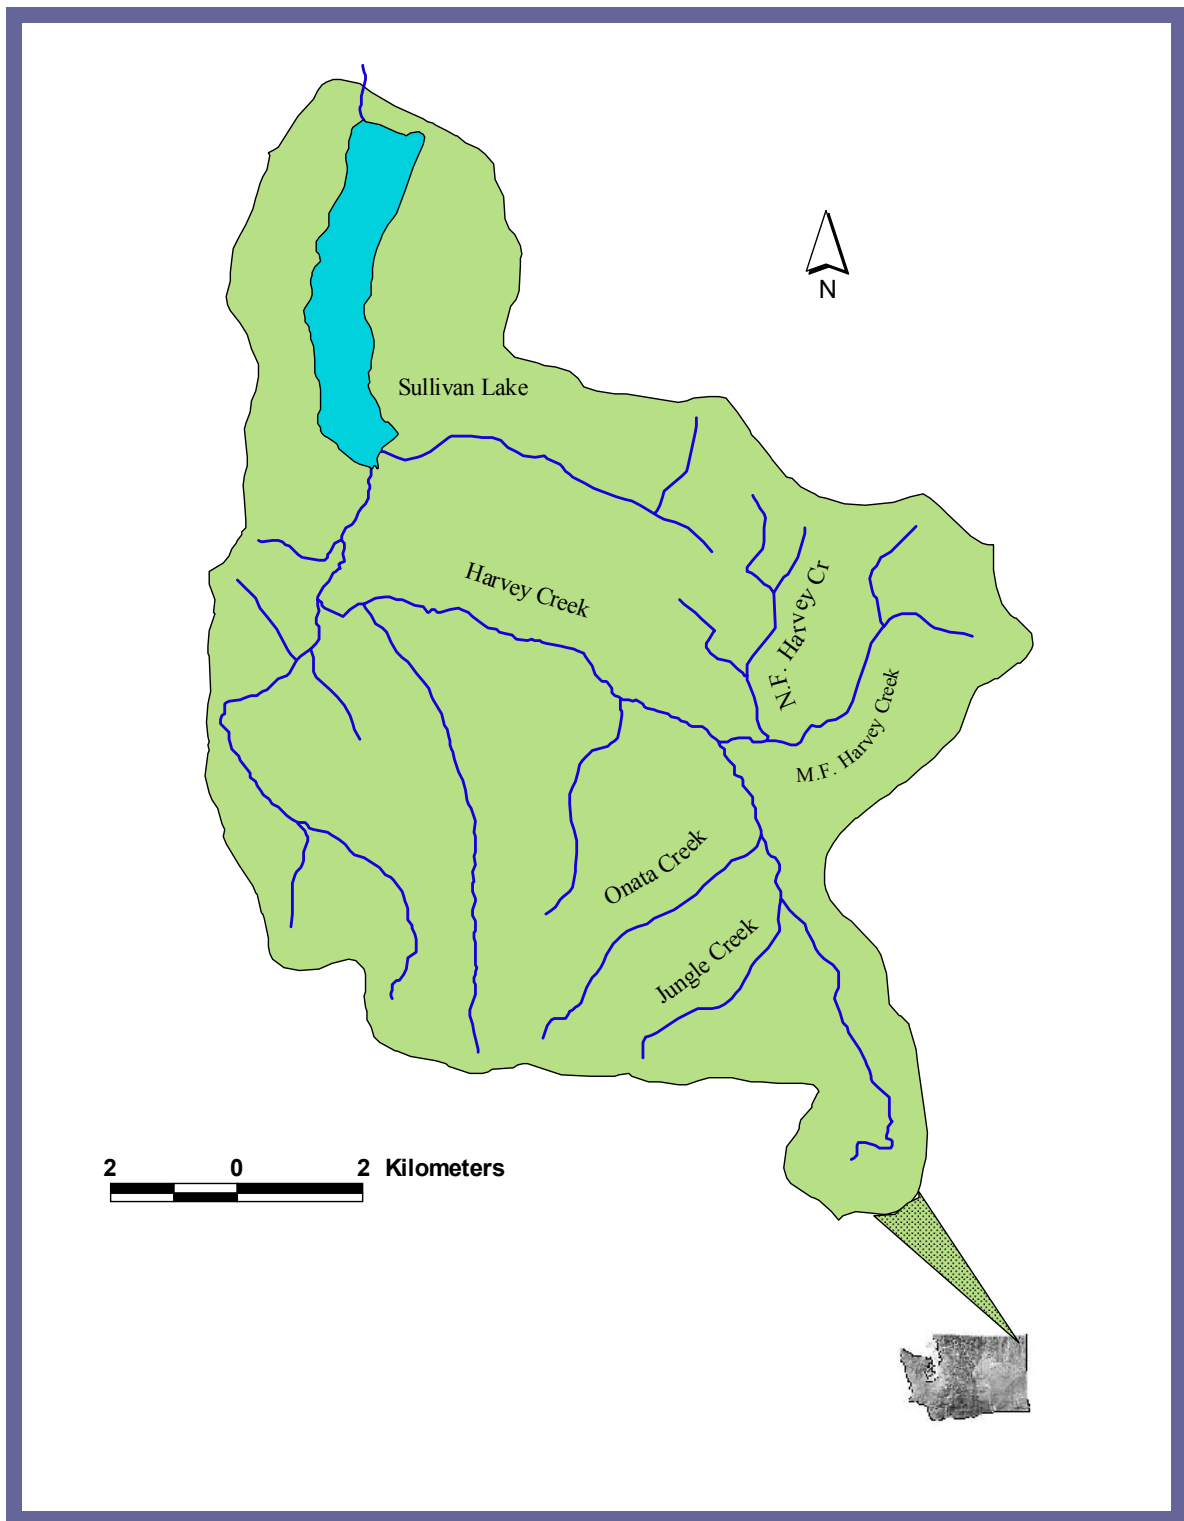 N
Sullivan Lake
Harvey Creek
N.F. Harvey Cr
M.F. Harvey Creek
Onata Creek
Jungle Creek
2 0 2 Kilometers